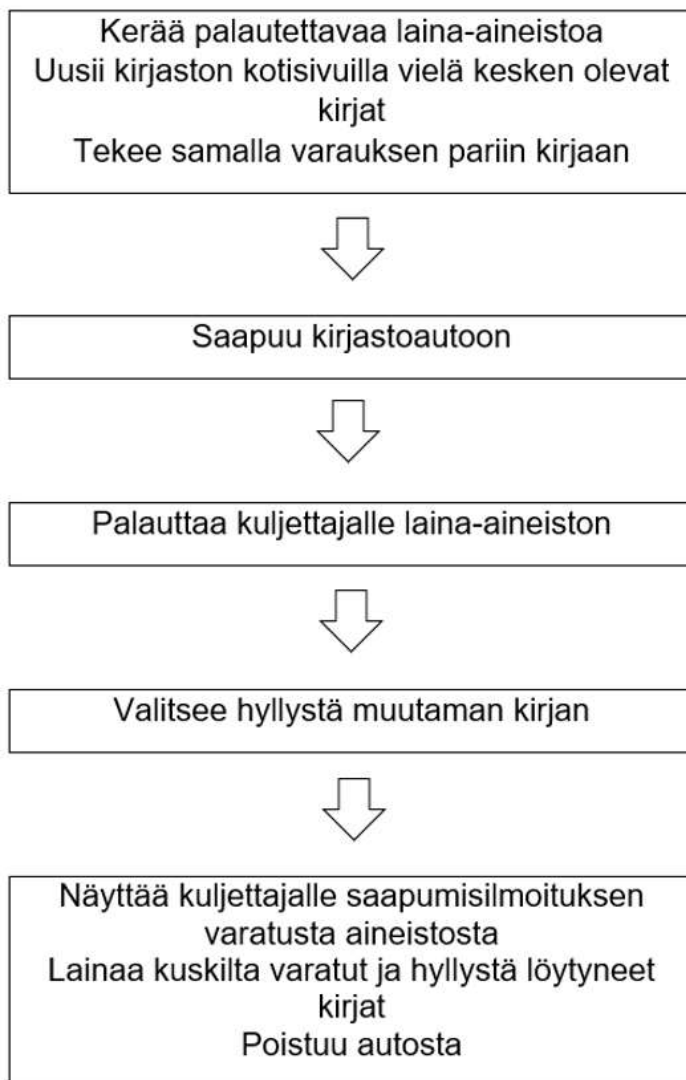 Kerää palautettavaa laina-aineistoa
Uusii kirjaston kotisivuilla vielä kesken olevat
kirjat
Tekee samalla varauksen pariin kirjaan
Saapuu kirjastoautoon
Palauttaa kuljettajalle laina-aineiston
Valitsee hyllystä muutaman kirjan
Näyttää kuljettajalle saapumisilmoituksen
varatusta aineistosta
Lainaa kuskilta varatut ja hyllystä löytyneet
kirjat
Poistuu autosta